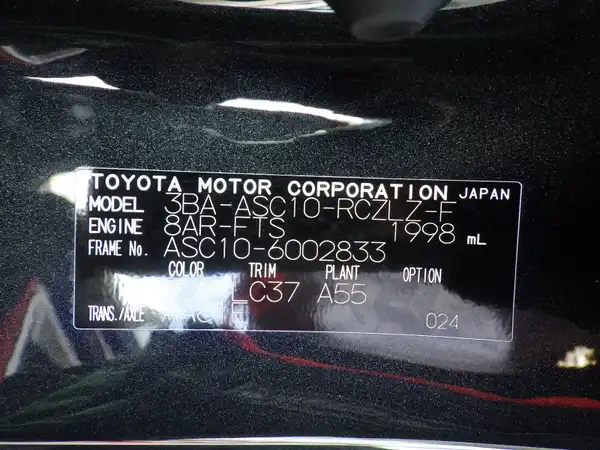 TOYOTA MOTOR CORPORATION JAPAN
MODEL 3BA-ASC10-RCZLZ-F
ENGINE 8AR-FTS 1998 mL
FRAME No. ASC10-6002833
COLOR TRIM PLANT OPTION
LC37 A55
TRANS./AXLE 024